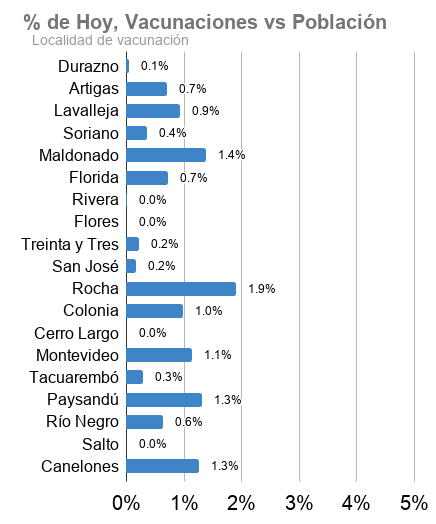 % de Hoy, Vacunaciones vs Población
Localidad de vacunación
Durazno 0.1%
Artigas 0.7%
Lavalleja 0.9%
Soriano 0.4%
Maldonado 1.4%
Florida 0.7%
Rivera 0.0%
Flores 0.0%
Treinta y Tres 0.2%
San José 0.2%
Rocha 1.9%
Colonia 1.0%
Cerro Largo 0.0%
Montevideo 1.1%
Tacuarembó 0.3%
Paysandú 1.3%
Río Negro 0.6%
Salto 0.0%
Canelones 1.3%
0% 1% 2% 3% 4% 5%